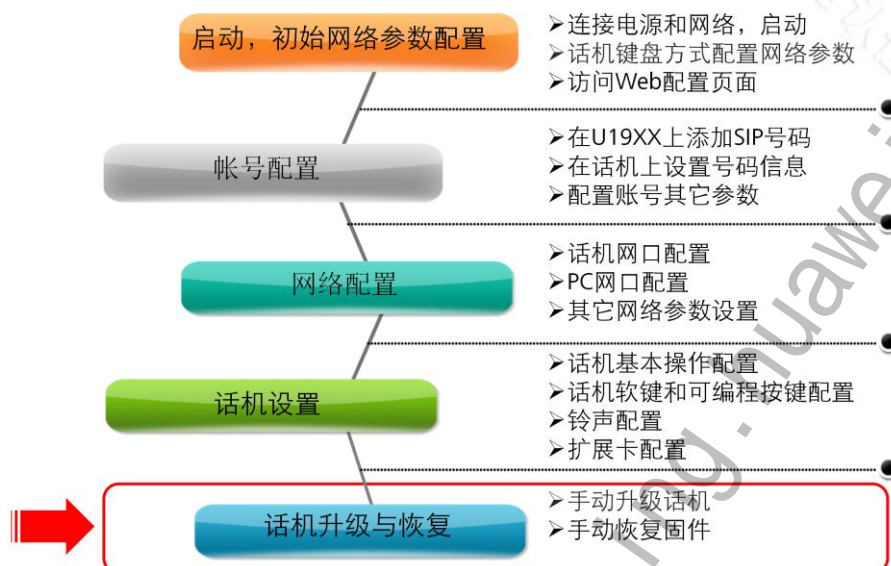 启动，初始网络参数配置
➢连接电源和网络，启动
➢话机键盘方式配置网络参数
➢访问Web配置页面
帐号配置
➢在U19XX上添加SIP号码
➢在话机上设置号码信息
➢配置账号其它参数
网络配置
➢话机网口配置
➢PC网口配置
➢其它网络参数设置
话机设置
➢话机基本操作配置
➢话机软键和可编程按键配置
➢铃声配置
➢扩展卡配置
话机升级与恢复
➢手动升级话机
➢手动恢复固件
ing.huawei